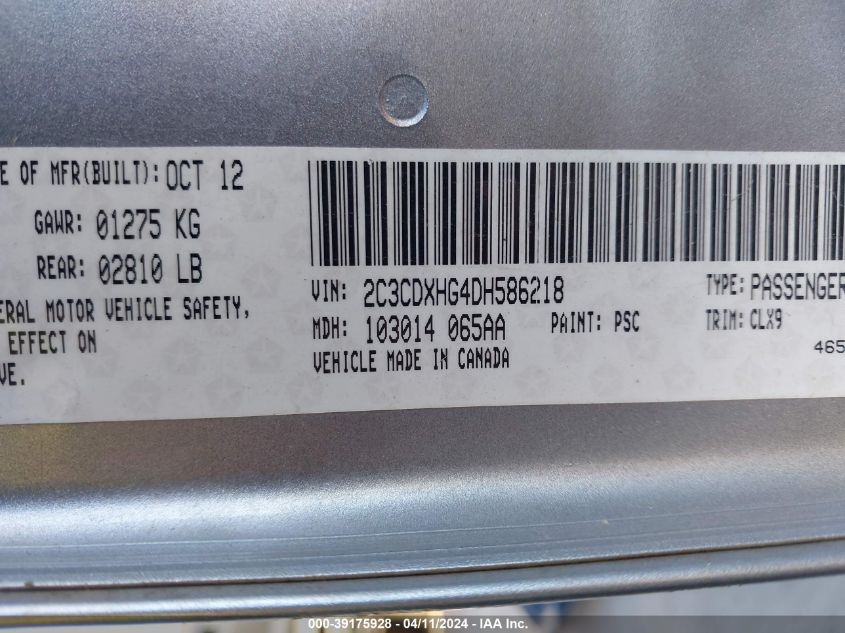 E OF MFR(BUILT): OCT 12
GAWR: 01275 KG
REAR: 02810 LB
ERAL MOTOR VEHICLE SAFETY,
EFFECT ON
VE.
VIN: 2C3CDXHG4DH586218
TYPE: PASSENGER
MDH: 103014 065AA
PAINT: PSC
TRIM: CLX9
VEHICLE MADE IN CANADA
465
000-39175928 - 04/11/2024 - IAA Inc.